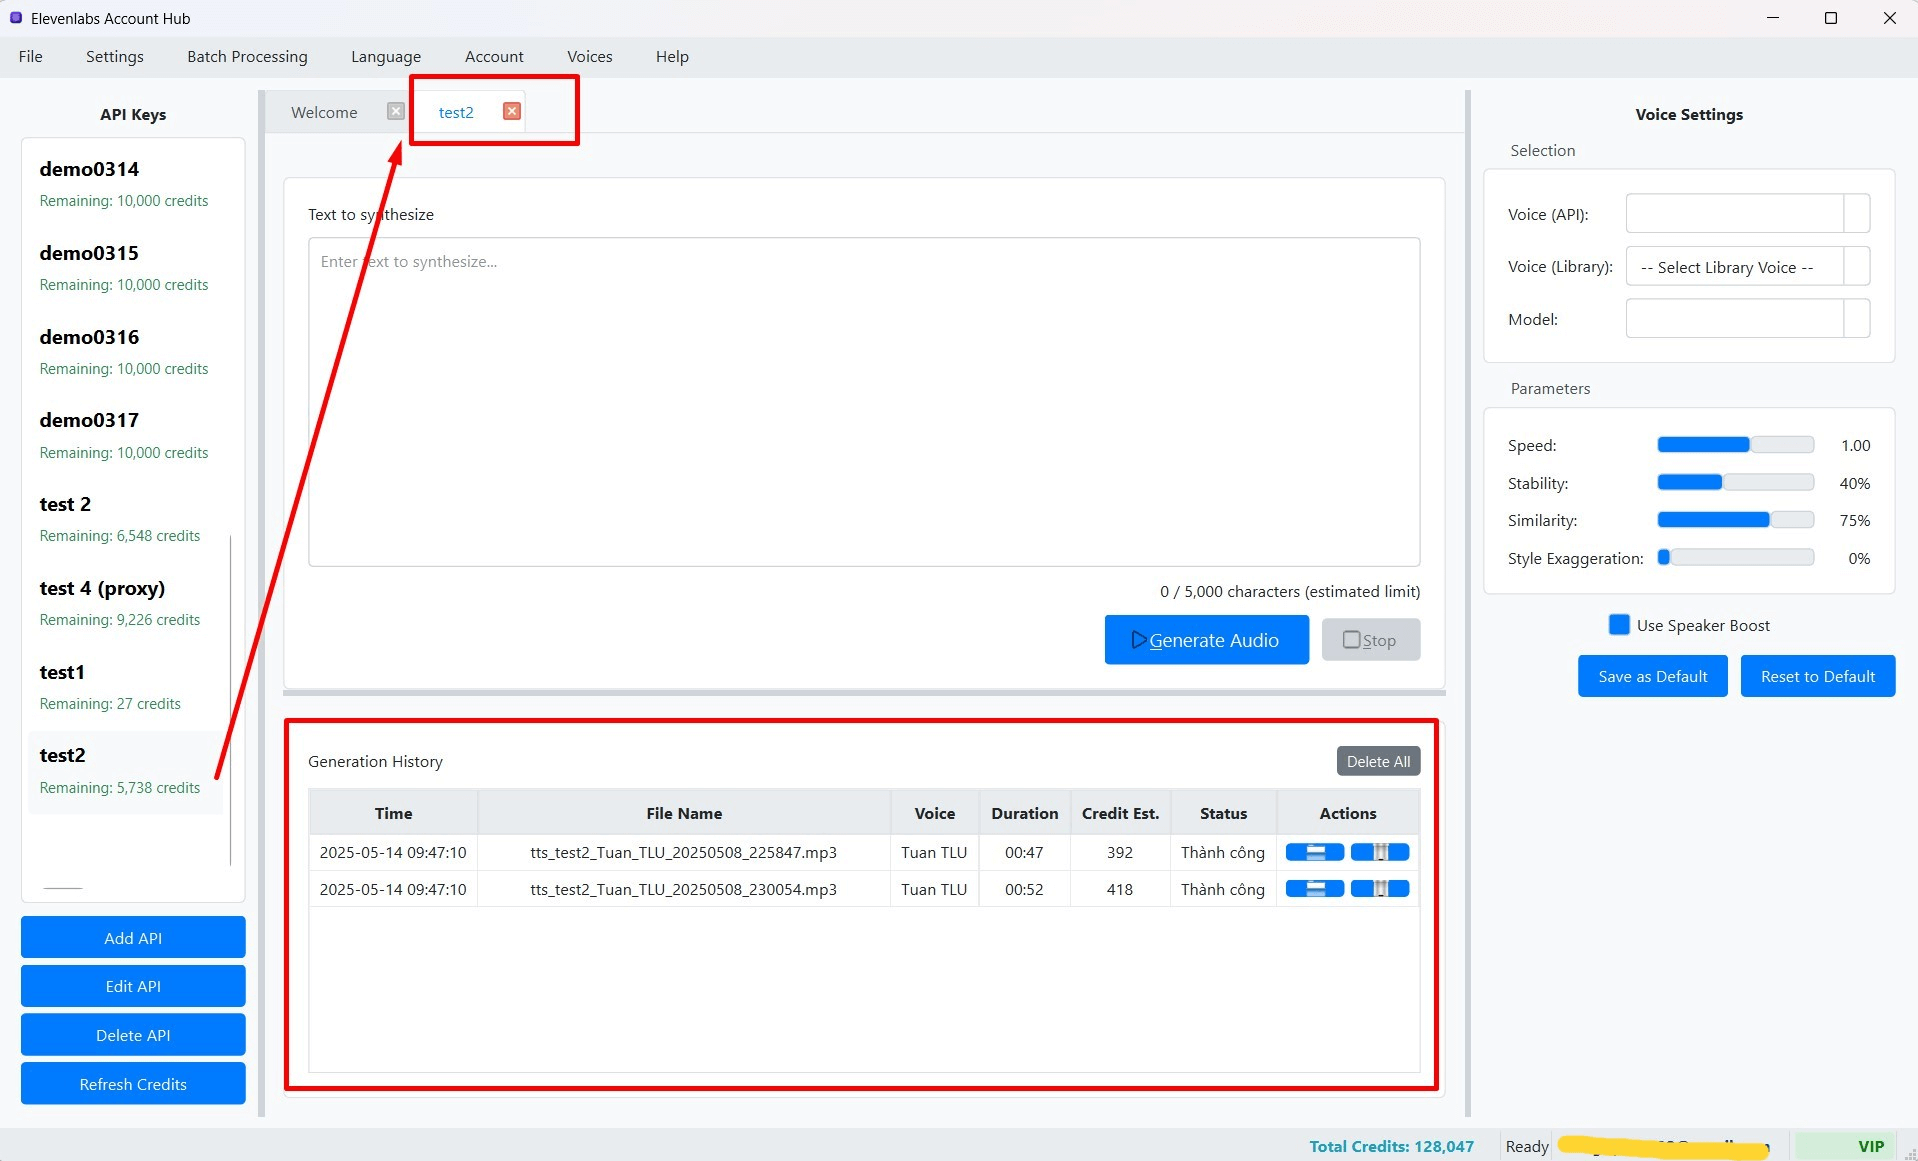 Elevenlabs Account Hub
File Settings Batch Processing Language Account Voices Help
API Keys
demo0314
Remaining: 10,000 credits
demo0315
Remaining: 10,000 credits
demo0316
Remaining: 10,000 credits
demo0317
Remaining: 10,000 credits
test 2
Remaining: 6,548 credits
test 4 (proxy)
Remaining: 9,226 credits
test1
Remaining: 27 credits
test2
Remaining: 5,738 credits
Add API
Edit API
Delete API
Refresh Credits
Welcome test2
Text to synthesize
Enter text to synthesize...
0 / 5,000 characters (estimated limit)
Generate Audio Stop
Generation History Delete All
Time File Name Voice Duration Credit Est. Status Actions
2025-05-14 09:47:10 tts_test2_Tuan_TLU_20250508_225847.mp3 Tuan TLU 00:47 392 Thành công
2025-05-14 09:47:10 tts_test2_Tuan_TLU_20250508_230054.mp3 Tuan TLU 00:52 418 Thành công
Voice Settings
Selection
Voice (API):
Voice (Library): -- Select Library Voice --
Model:
Parameters
Speed: 1.00
Stability: 40%
Similarity: 75%
Style Exaggeration: 0%
Use Speaker Boost
Save as Default Reset to Default
Total Credits: 128,047 Ready VIP